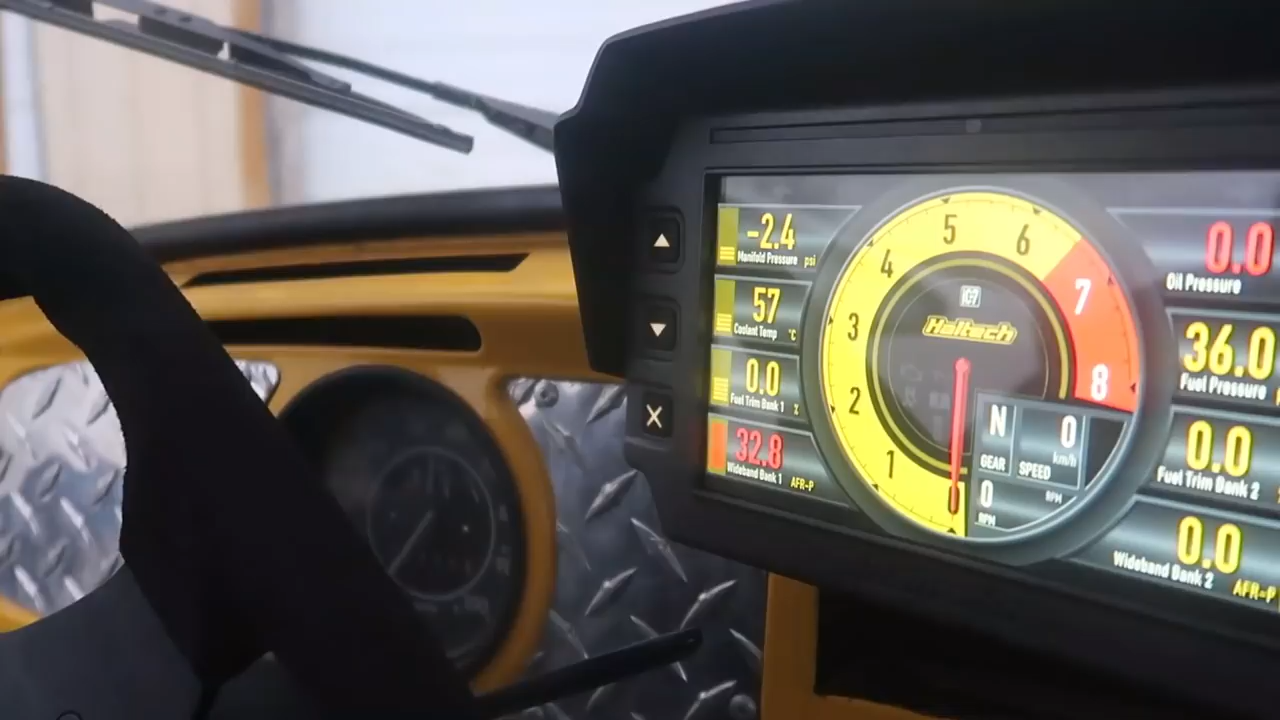 -2.4
Manifold Pressure psi
57
Coolant Temp °C
0.0
Fuel Trim Bank 1 %
32.8
Wideband Bank 1 AFR-P
0
1
2
3
4
5
6
7
8
IC7
Haltech
N
GEAR
0
km/h
SPEED
0
RPM
RPM
0.0
Oil Pressure
36.0
Fuel Pressure
0.0
Fuel Trim Bank 2
0.0
Wideband Bank 2 AFR-P